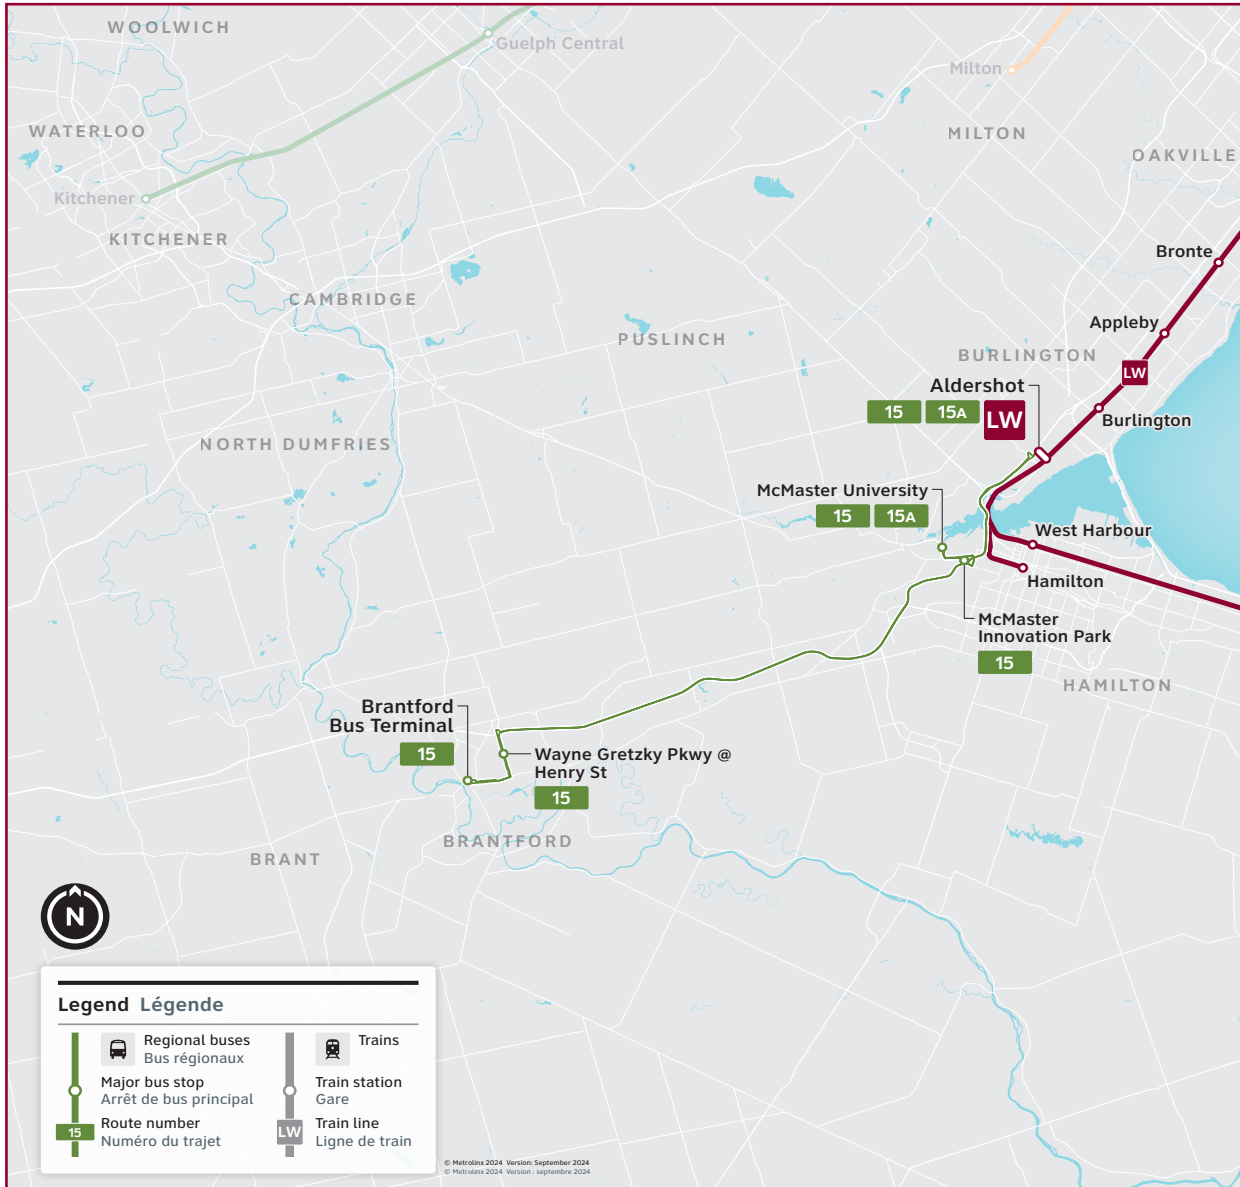 WOOLWICH
Guelph Central
Milton
WATERLOO
MILTON
OAKVILLE
Kitchener
KITCHENER
Bronte
CAMBRIDGE
Appleby
PUSLINCH
BURLINGTON
LW
Aldershot
15 15A LW
Burlington
NORTH DUMFRIES
McMaster University
15 15A
West Harbour
Hamilton
McMaster
Innovation Park
15
HAMILTON
Brantford
Bus Terminal
15
Wayne Gretzky Pkwy @
Henry St
15
BRANTFORD
BRANT
N
Legend Légende
Regional buses
Bus régionaux
Major bus stop
Arrêt de bus principal
15
Route number
Numéro du trajet
Trains
Train station
Gare
LW
Train line
Ligne de train
© Metrolinx 2024 Version: September 2024
© Metrolinx 2024 Version : septembre 2024